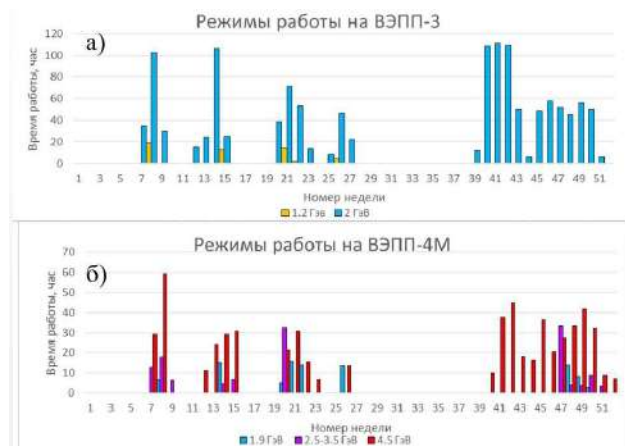 Режимы работы на ВЭПП-3
а)
Время работы, час
120
100
80
60
40
20
0
1 3 5 7 9 11 13 15 17 19 21 23 25 27 29 31 33 35 37 39 41 43 45 47 49 51
Номер недели
1.2 Гэв 2 ГэВ
Режимы работы на ВЭПП-4М
б)
Время работы, час
70
60
50
40
30
20
10
0
1 3 5 7 9 11 13 15 17 19 21 23 25 27 29 31 33 35 37 39 41 43 45 47 49 51
Номер недели
1.9 ГэВ 2.5-3.5 ГэВ 4.5 ГэВ